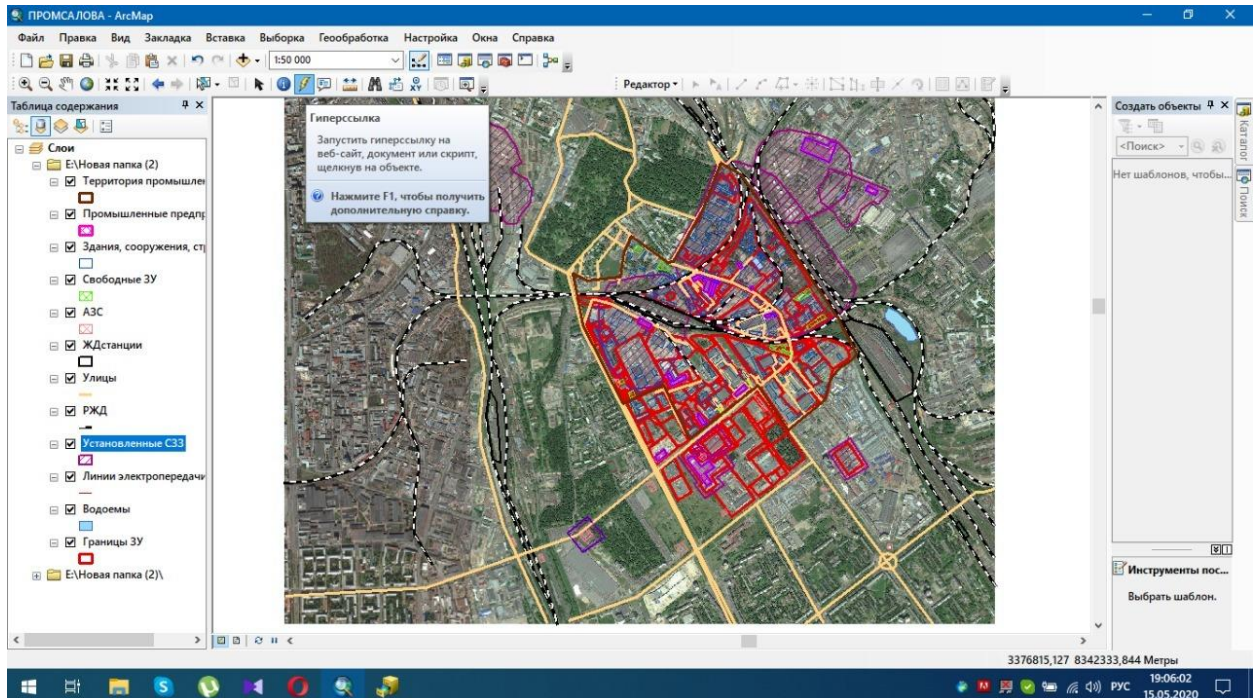 ПРОМСАЛОВА - ArcMap
Файл Правка Вид Закладка Вставка Выборка Геообработка Настройка Окна Справка
1:50 000
Редактор
Таблица содержания
Слои
E:\Новая папка (2)
Территория промышлен
Промышленные предпр
Здания, сооружения, ст
Свободные ЗУ
АЗС
ЖДстанции
Улицы
РЖД
Установленные СЗЗ
Линии электропередачи
Водоемы
Границы ЗУ
E:\Новая папка (2)\
Гиперссылка
Запустить гиперссылку на
веб-сайт, документ или скрипт,
щелкнув на объекте.
Нажмите F1, чтобы получить
дополнительную справку.
Создать объекты
<Поиск>
Нет шаблонов, чтобы...
Инструменты пос...
Выбрать шаблон.
Каталог
Поиск
3376815,127 8342333,844 Метры
РУС
19:06:02
15.05.2020